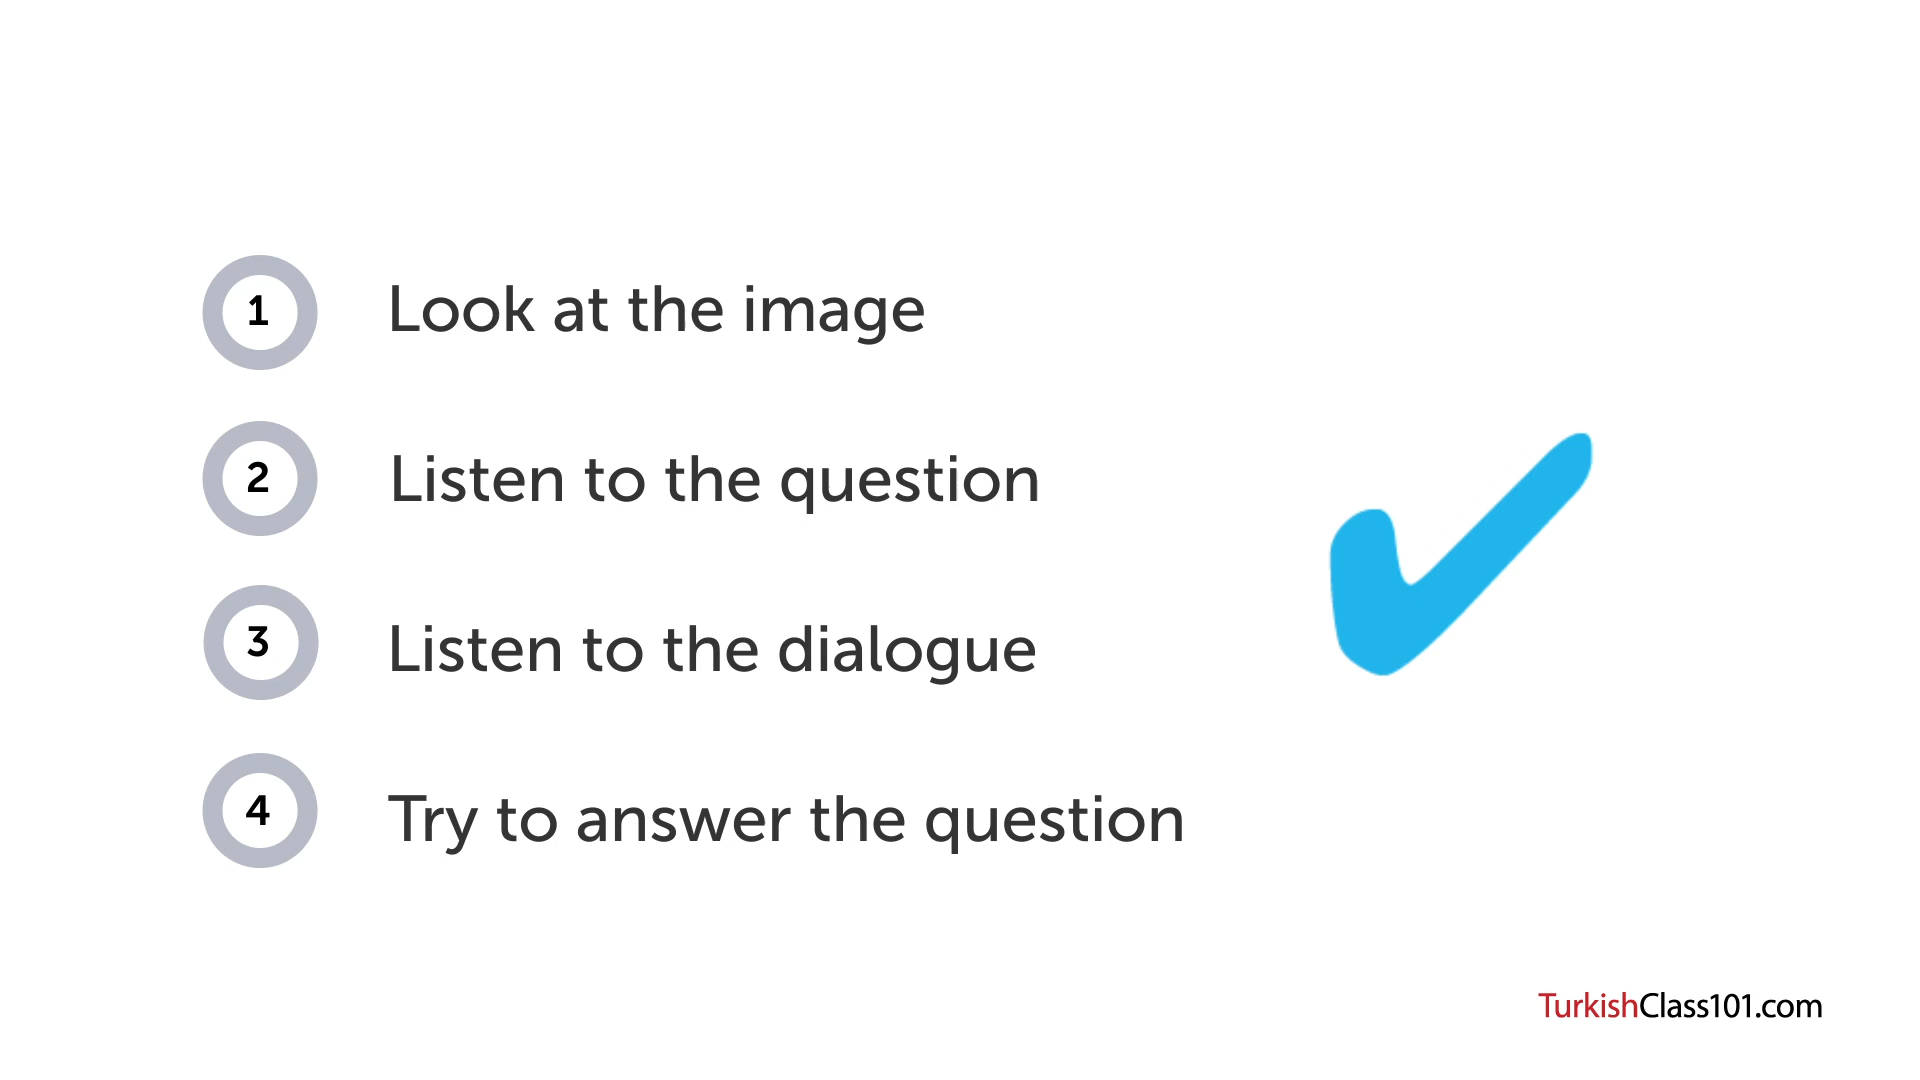 1 Look at the image
2 Listen to the question
3 Listen to the dialogue
4 Try to answer the question
TurkishClass101.com